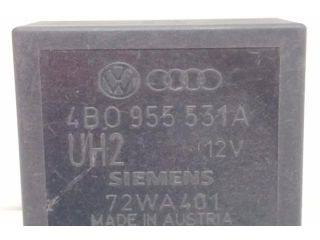 4B0 955 531A
UH2 12V
SIEMENS
72WA401
MADE IN AUSTRIA